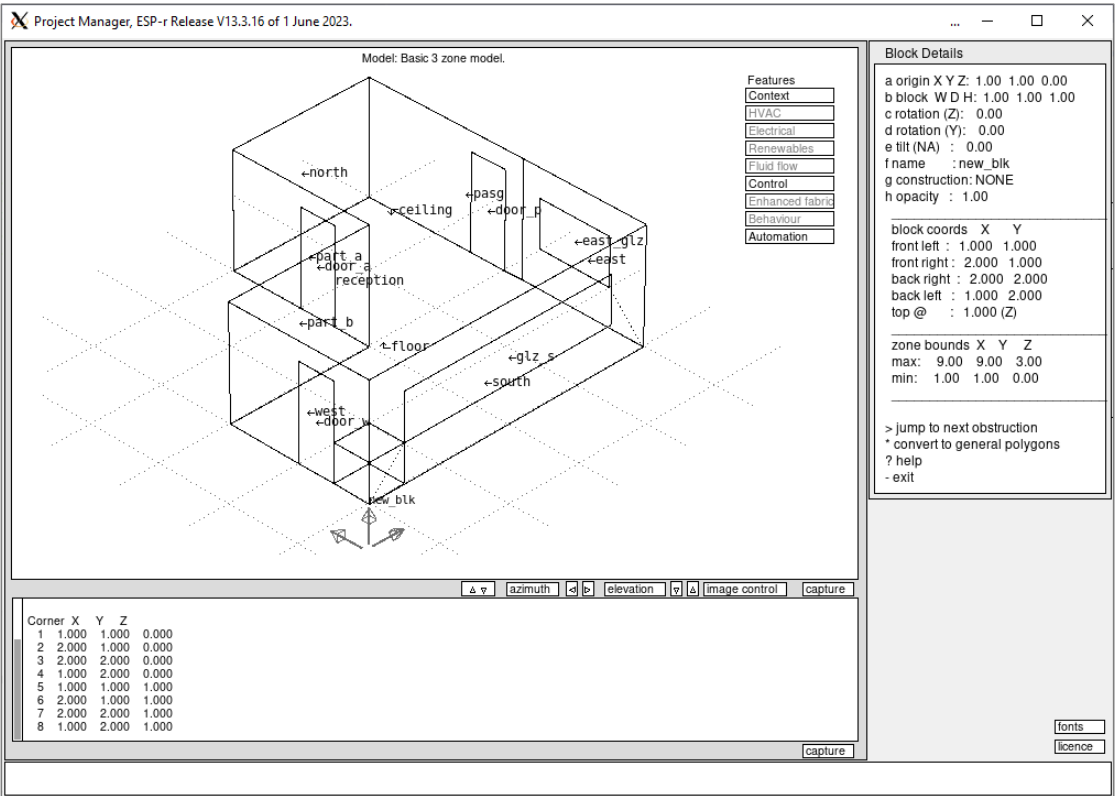 Project Manager, ESP-r Release V13.3.16 of 1 June 2023.
...
Model: Basic 3 zone model.
Features
Context
HVAC
Electrical
Renewables
Fluid flow
Control
Enhanced fabric
Behaviour
Automation
north
pasg
ceiling
door_p
east_glz
east
part_a
door_a
reception
part_b
floor
glz_s
south
west
door_w
new_blk
azimuth
elevation
image control
capture
Corner X Y Z
1 1.000 1.000 0.000
2 2.000 1.000 0.000
3 2.000 2.000 0.000
4 1.000 2.000 0.000
5 1.000 1.000 1.000
6 2.000 1.000 1.000
7 2.000 2.000 1.000
8 1.000 2.000 1.000
capture
Block Details
a origin X Y Z: 1.00 1.00 0.00
b block W D H: 1.00 1.00 1.00
c rotation (Z): 0.00
d rotation (Y): 0.00
e tilt (NA) : 0.00
f name : new_blk
g construction: NONE
h opacity : 1.00
block coords X Y
front left : 1.000 1.000
front right : 2.000 1.000
back right : 2.000 2.000
back left : 1.000 2.000
top @ : 1.000 (Z)
zone bounds X Y Z
max: 9.00 9.00 3.00
min: 1.00 1.00 0.00
> jump to next obstruction
* convert to general polygons
? help
- exit
fonts
licence